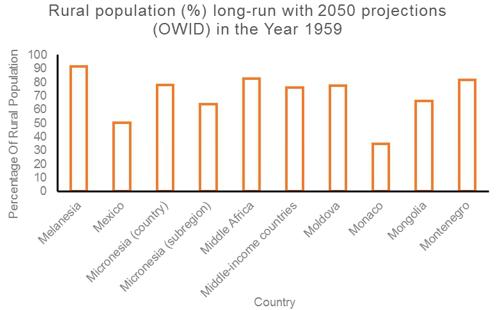 Rural population (%) long-run with 2050 projections
(OWID) in the Year 1959
Percentage Of Rural Population
100
90
80
70
60
50
40
30
20
10
0
Melanesia
Mexico
Micronesia (country)
Micronesia (subregion)
Middle Africa
Middle-income countries
Moldova
Monaco
Mongolia
Montenegro
Country